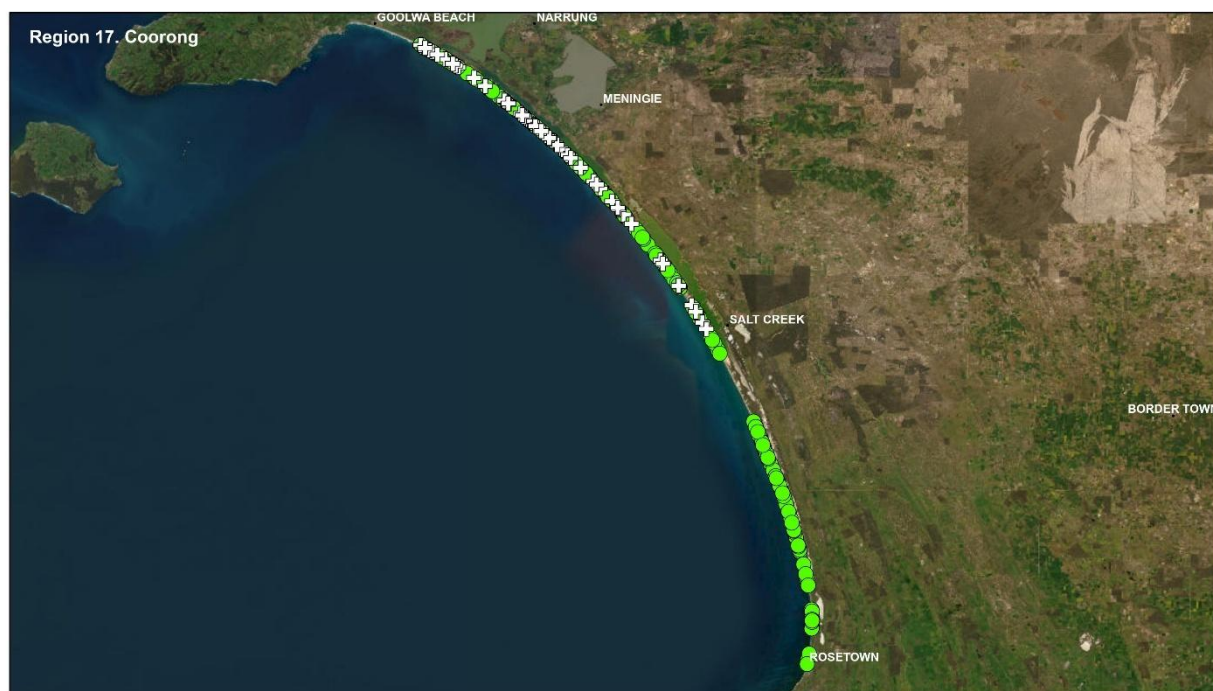 GOOLWA BEACH
NARRUNG
Region 17. Coorong
MENINGIE
SALT CREEK
BORDER TOWN
ROSETOWN